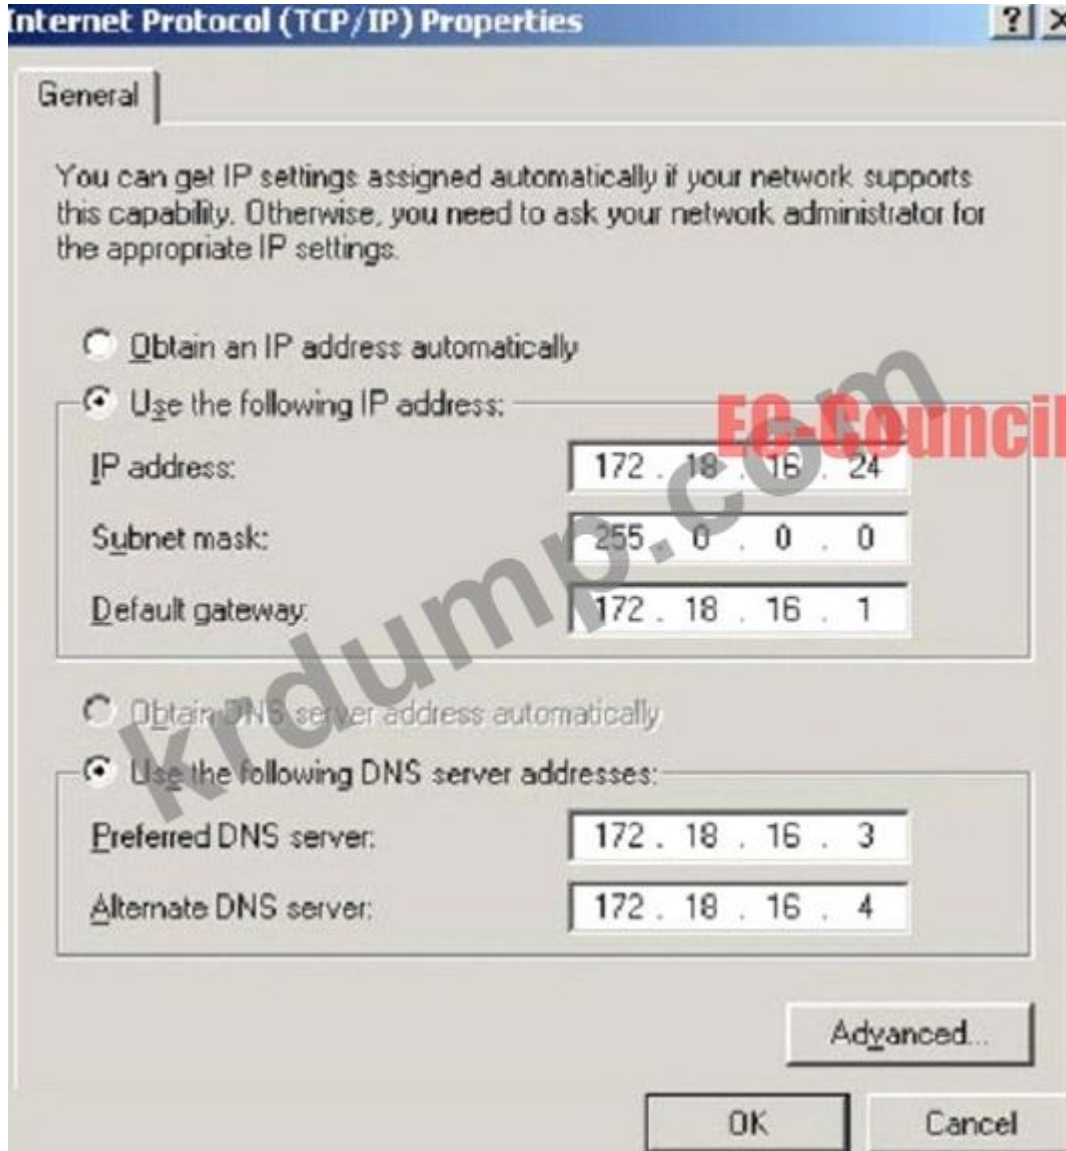 Internet Protocol (TCP/IP) Properties
General
You can get IP settings assigned automatically if your network supports
this capability. Otherwise, you need to ask your network administrator for
the appropriate IP settings.
Obtain an IP address automatically
Use the following IP address:
EC-Council
IP address: 172 . 18 . 16 . 24
Subnet mask: 255 . 0 . 0 . 0
Default gateway: 172 . 18 . 16 . 1
krdump.com
Obtain DNS server address automatically
Use the following DNS server addresses:
Preferred DNS server: 172 . 18 . 16 . 3
Alternate DNS server: 172 . 18 . 16 . 4
Advanced...
OK Cancel